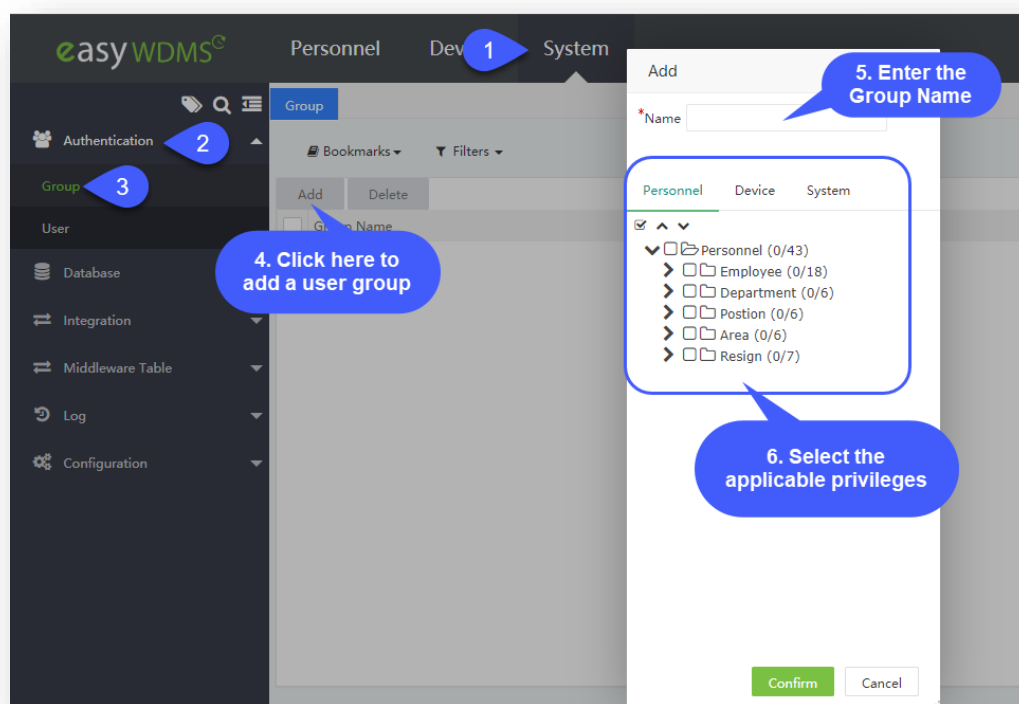 easy WDMS
Personnel
Dev
1
System
Add
5. Enter the
Group Name
*Name
Group
Authentication
2
Bookmarks
Filters
Group
3
Personnel
Device
System
Add
Delete
User
Name
4. Click here to
add a user group
Personnel (0/43)
Employee (0/18)
Department (0/6)
Postion (0/6)
Area (0/6)
Resign (0/7)
Database
Integration
Middleware Table
Log
Configuration
6. Select the
applicable privileges
Confirm
Cancel